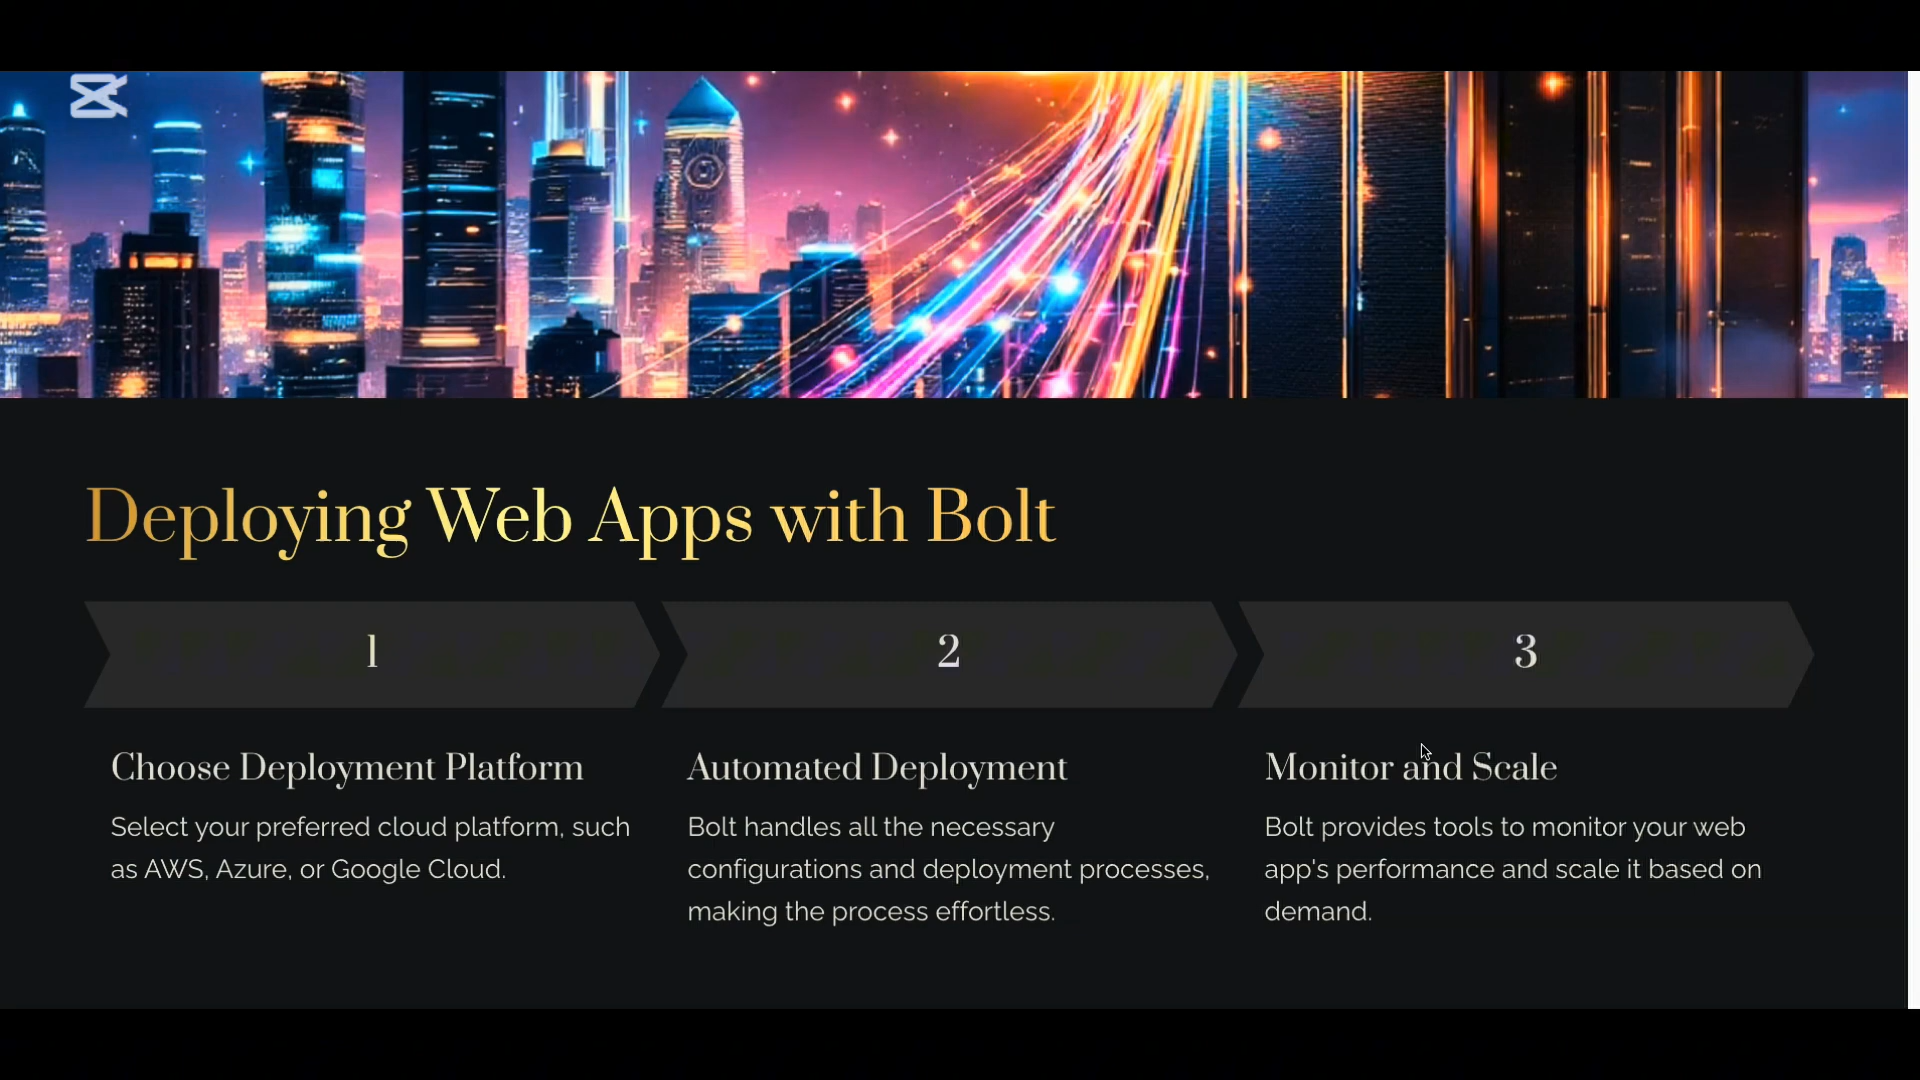 Deploying Web Apps with Bolt
1
2
3
Choose Deployment Platform
Select your preferred cloud platform, such
as AWS, Azure, or Google Cloud.
Automated Deployment
Bolt handles all the necessary
configurations and deployment processes,
making the process effortless.
Monitor and Scale
Bolt provides tools to monitor your web
app's performance and scale it based on
demand.